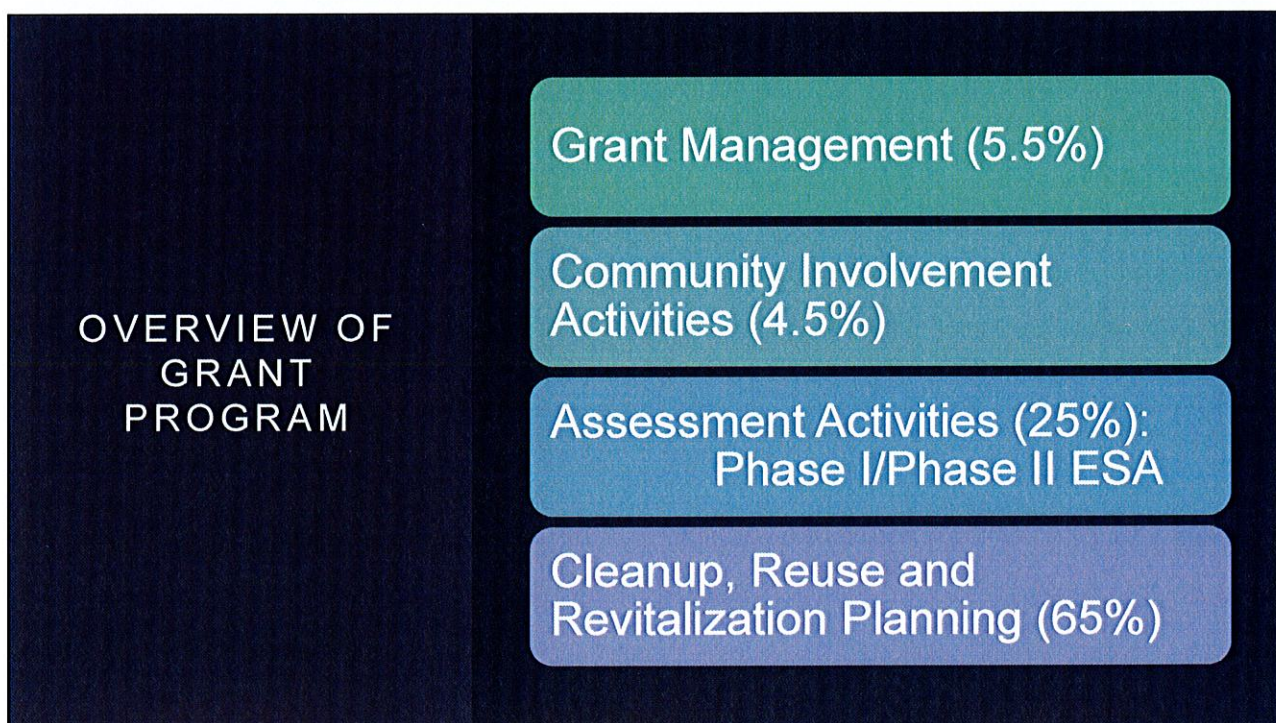 OVERVIEW OF
GRANT
PROGRAM
Grant Management (5.5%)
Community Involvement
Activities (4.5%)
Assessment Activities (25%):
Phase I/Phase II ESA
Cleanup, Reuse and
Revitalization Planning (65%)